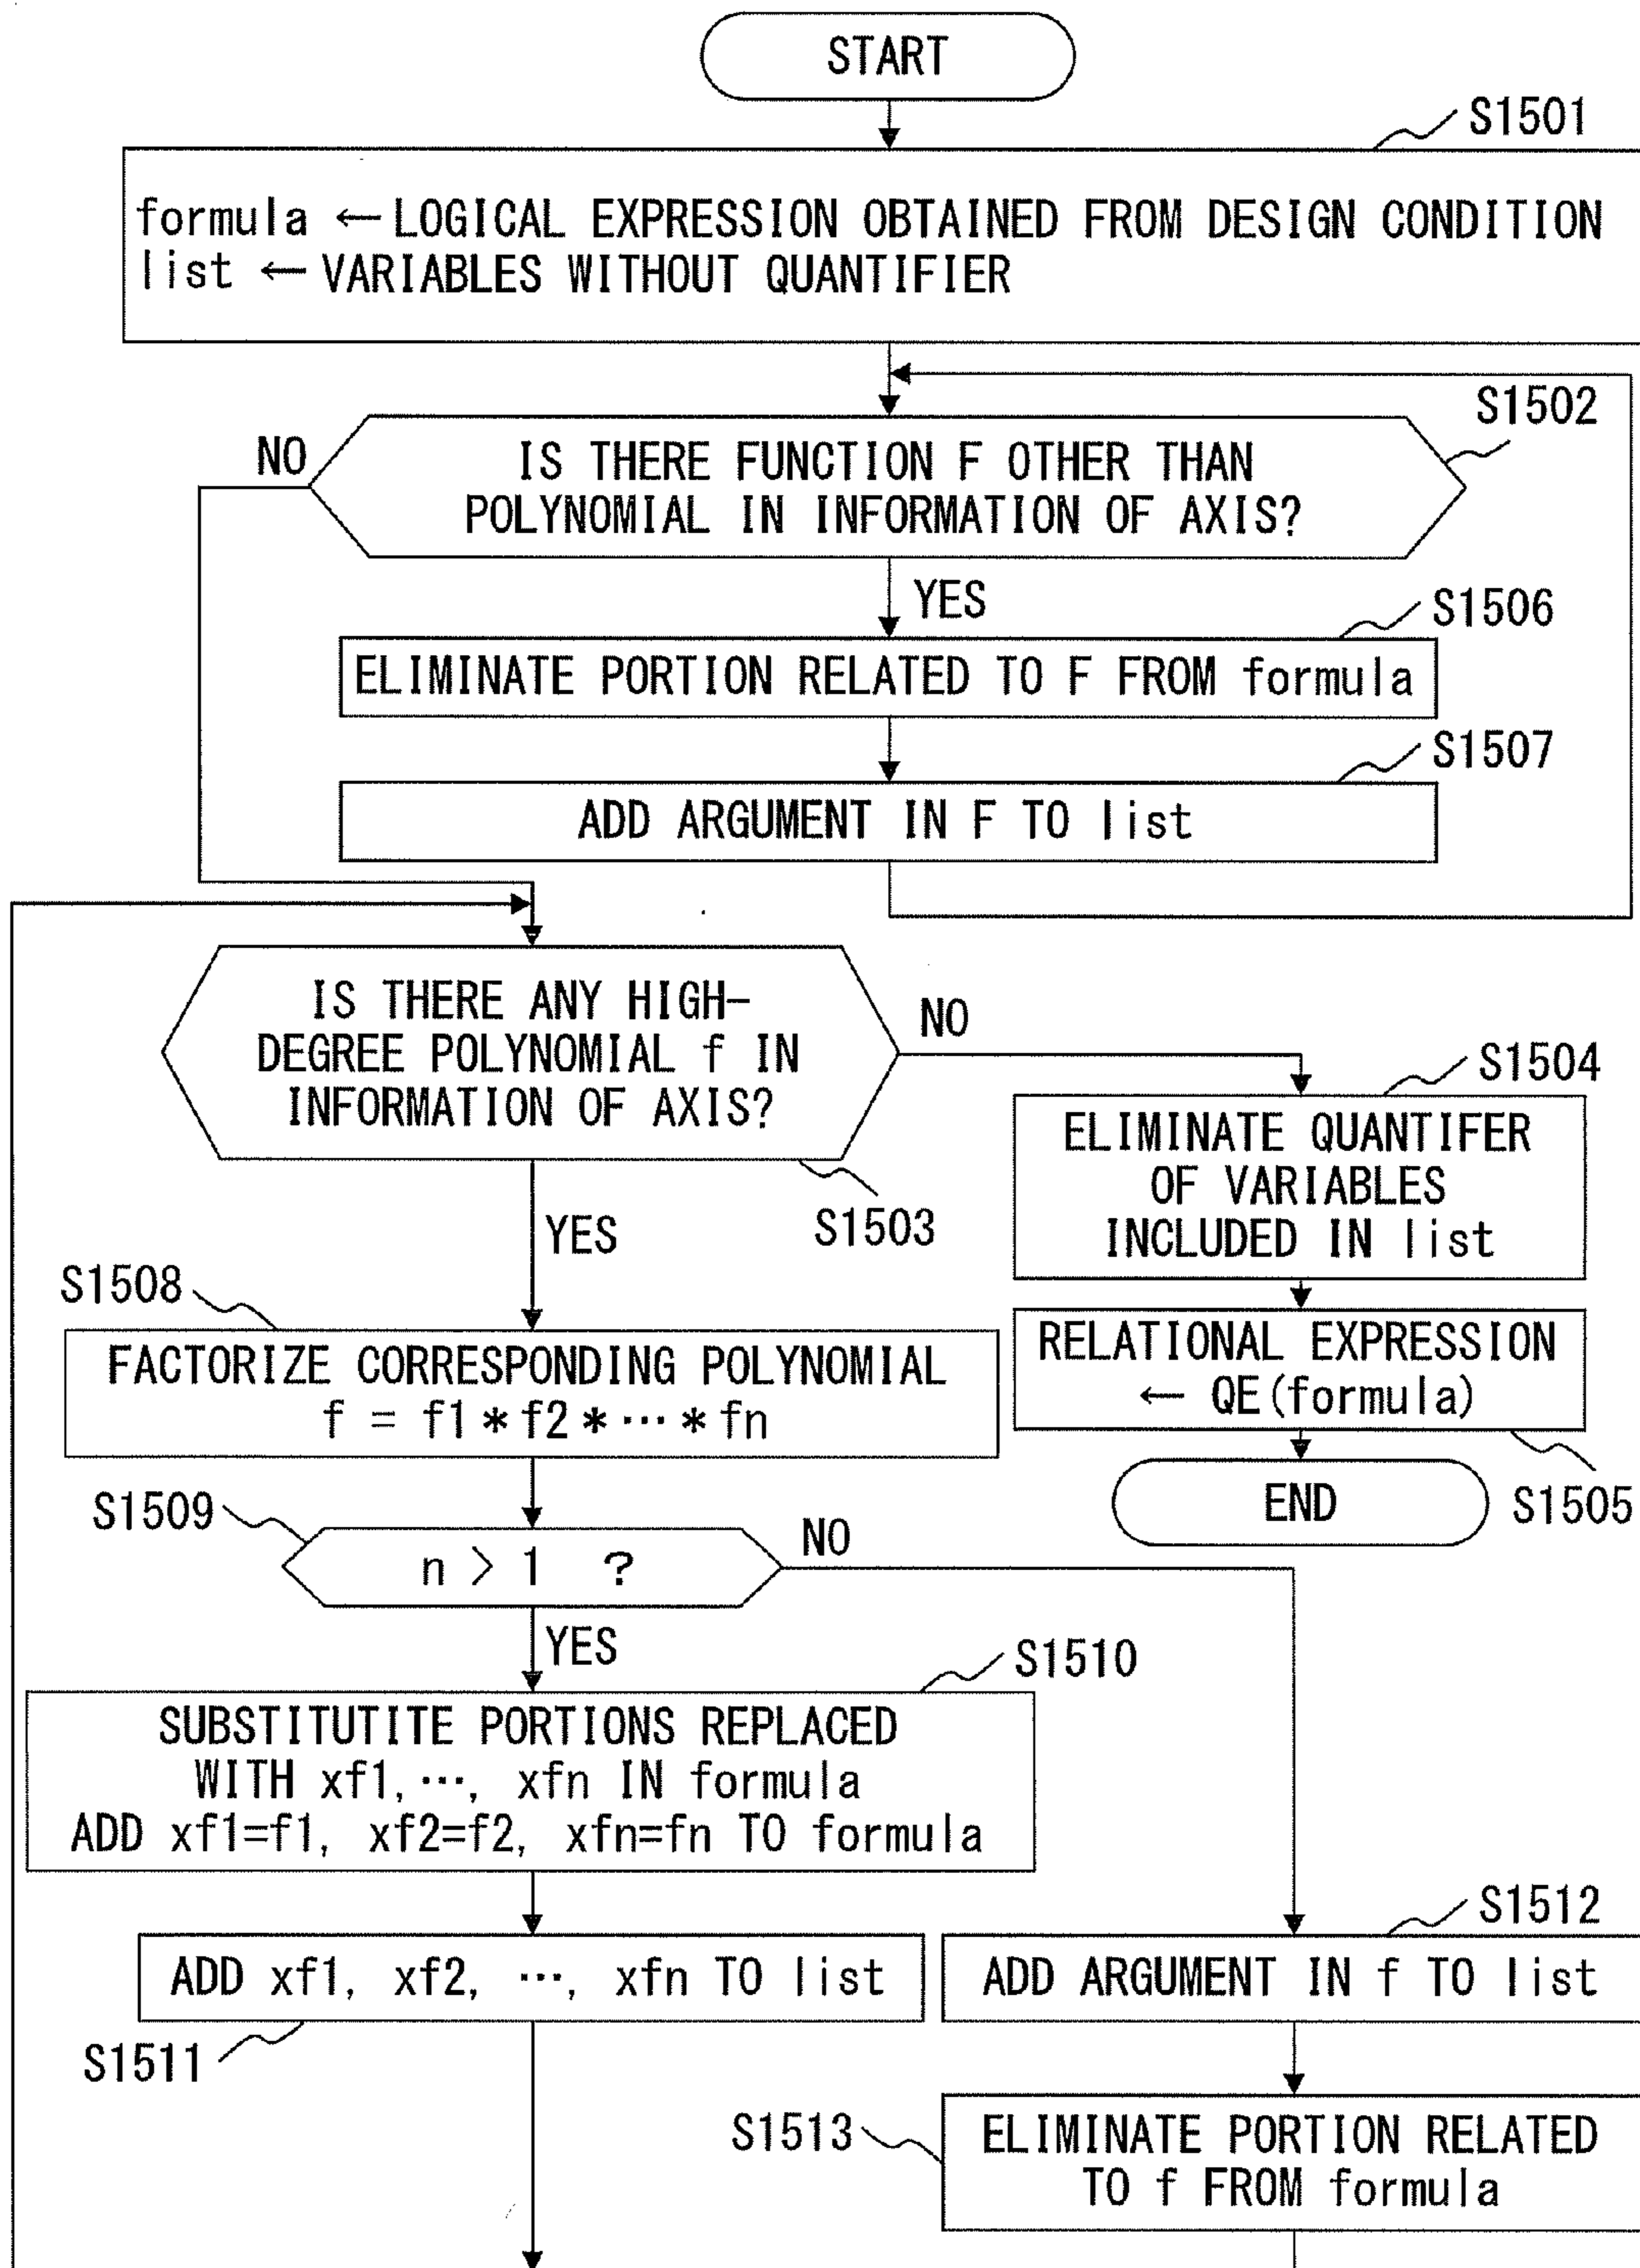 START
S1501
formula ← LOGICAL EXPRESSION OBTAINED FROM DESIGN CONDITION
list ← VARIABLES WITHOUT QUANTIFIER
S1502
NO
IS THERE FUNCTION F OTHER THAN
POLYNOMIAL IN INFORMATION OF AXIS?
YES
S1506
ELIMINATE PORTION RELATED TO F FROM formula
S1507
ADD ARGUMENT IN F TO list
IS THERE ANY HIGH-
DEGREE POLYNOMIAL f IN
INFORMATION OF AXIS?
NO
S1503
YES
S1504
ELIMINATE QUANTIFER
OF VARIABLES
INCLUDED IN list
S1508
FACTORIZE CORRESPONDING POLYNOMIAL
f = f1 * f2 * ··· * fn
RELATIONAL EXPRESSION
← QE(formula)
S1505
END
S1509
n > 1 ?
NO
YES
S1510
SUBSTITUTITE PORTIONS REPLACED
WITH xf1, ···, xfn IN formula
ADD xf1=f1, xf2=f2, xfn=fn TO formula
ADD xf1, xf2, ···, xfn TO list
S1511
S1512
ADD ARGUMENT IN f TO list
S1513
ELIMINATE PORTION RELATED
TO f FROM formula